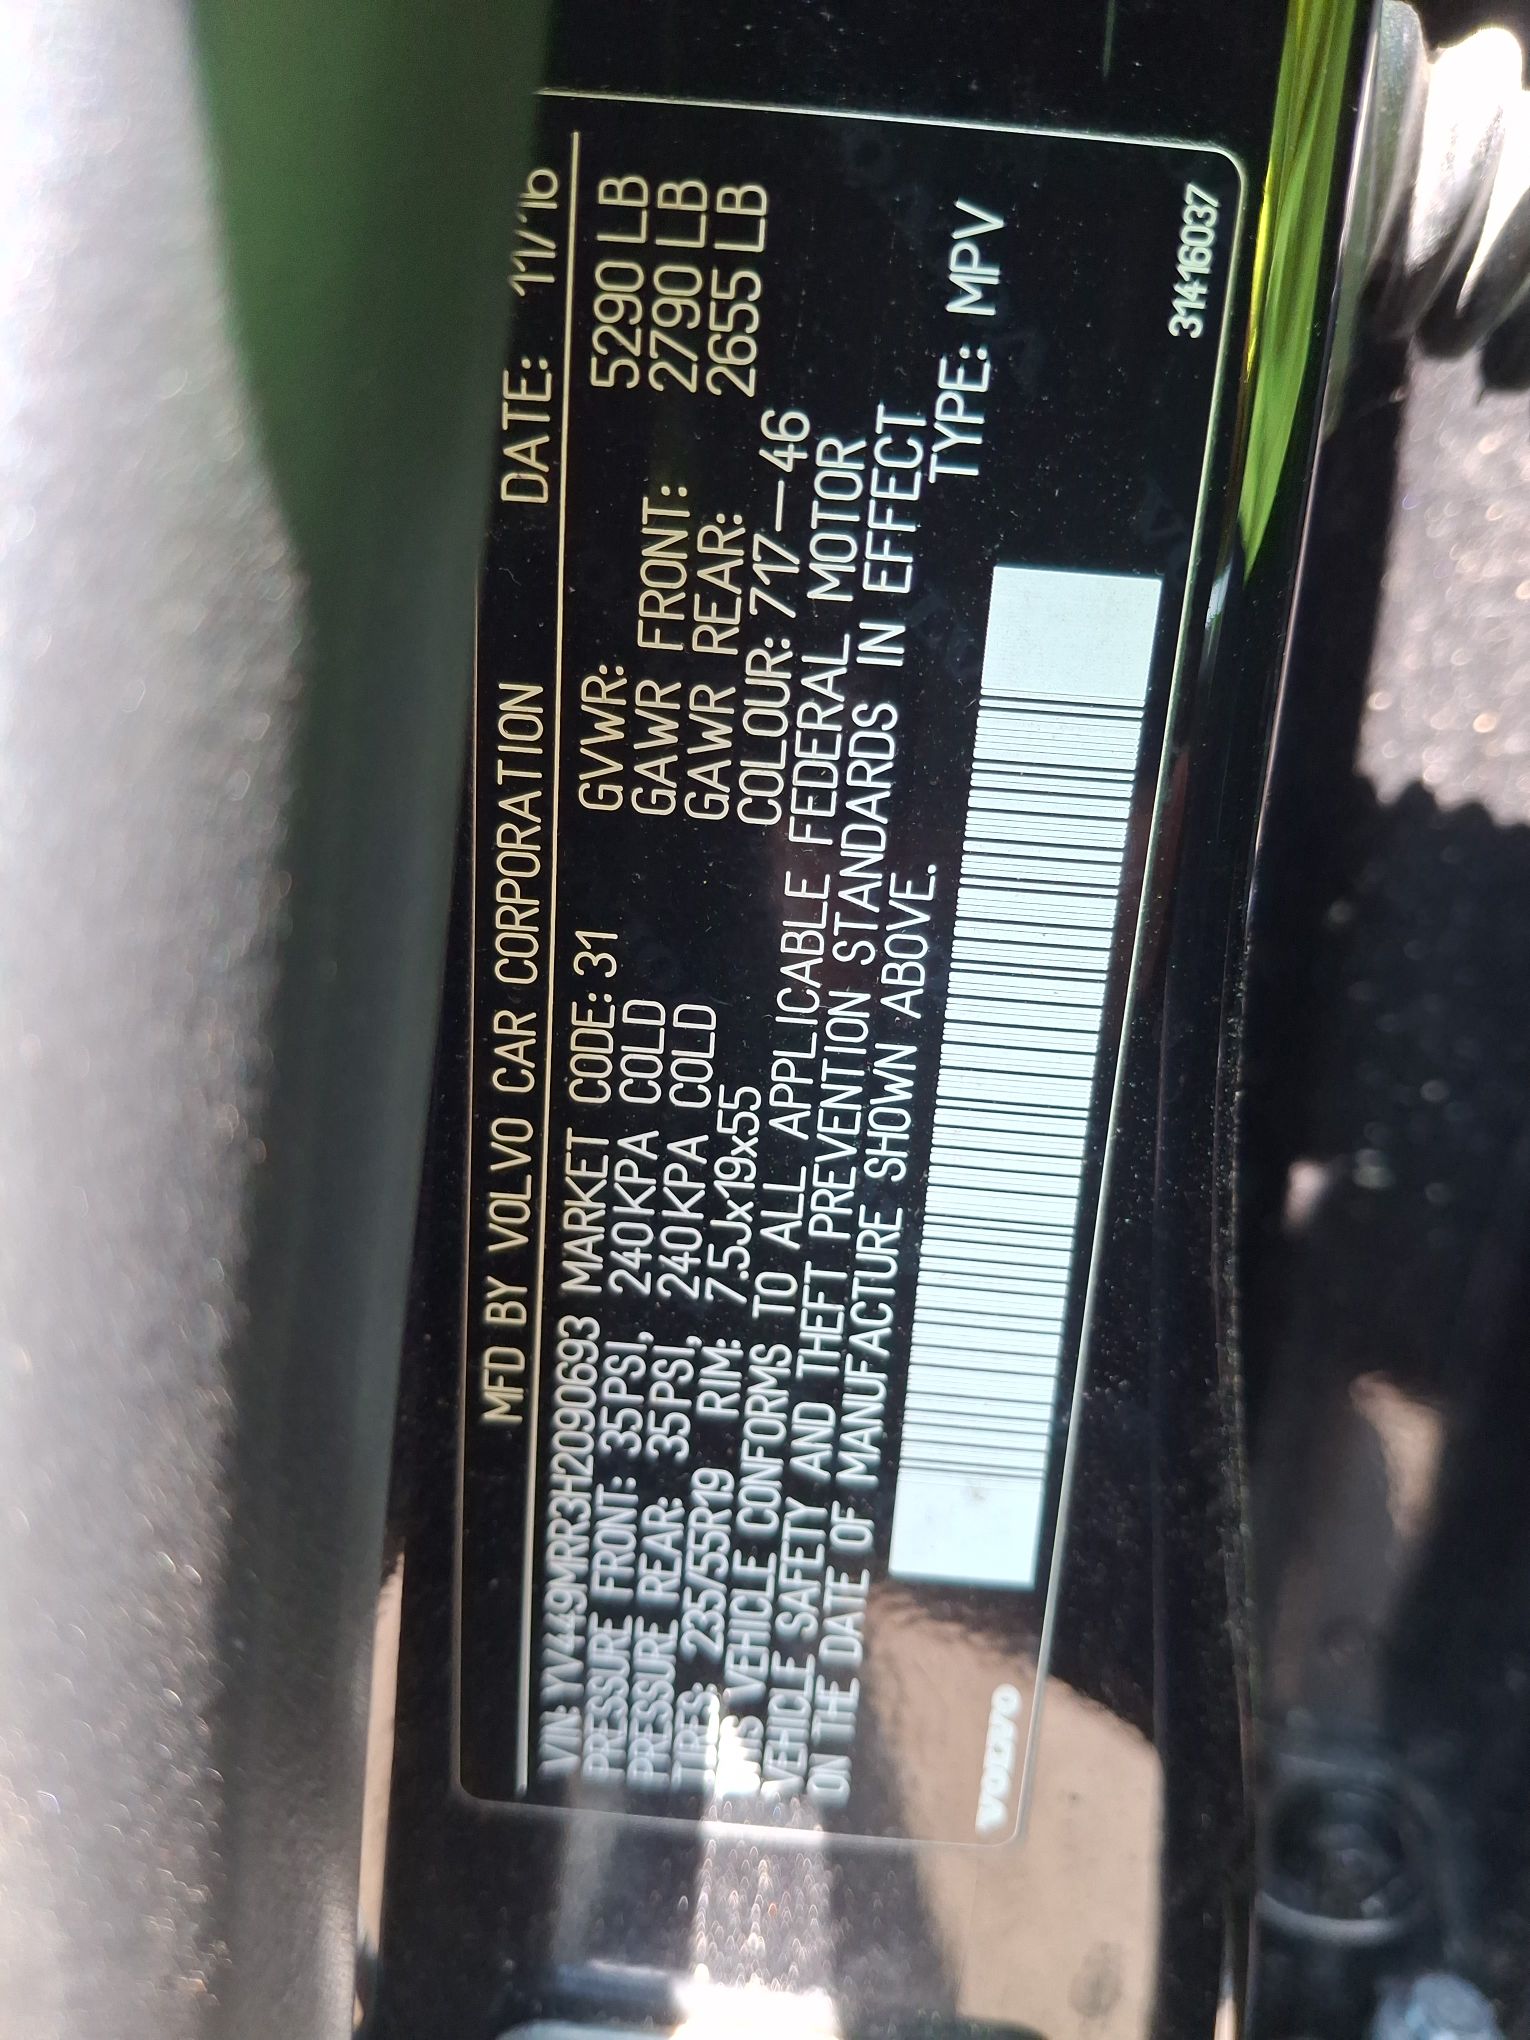 MFD BY VOLVO CAR CORPORATION DATE: 11/16
VIN: YV449MRR3H2090693 MARKET CODE: 31 GVWR: 5290 LB
PRESSURE FRONT: 35PSI, 240KPA COLD GAWR FRONT: 2790 LB
PRESSURE REAR: 35PSI, 240KPA COLD GAWR REAR: 2655 LB
TIRES: 235/55R19 RIM: 7.5Jx19x55 COLOUR: 717-46
THIS VEHICLE CONFORMS TO ALL APPLICABLE FEDERAL MOTOR
VEHICLE SAFETY AND THEFT PREVENTION STANDARDS IN EFFECT
ON THE DATE OF MANUFACTURE SHOWN ABOVE. TYPE: MPV
VOLVO 31416037